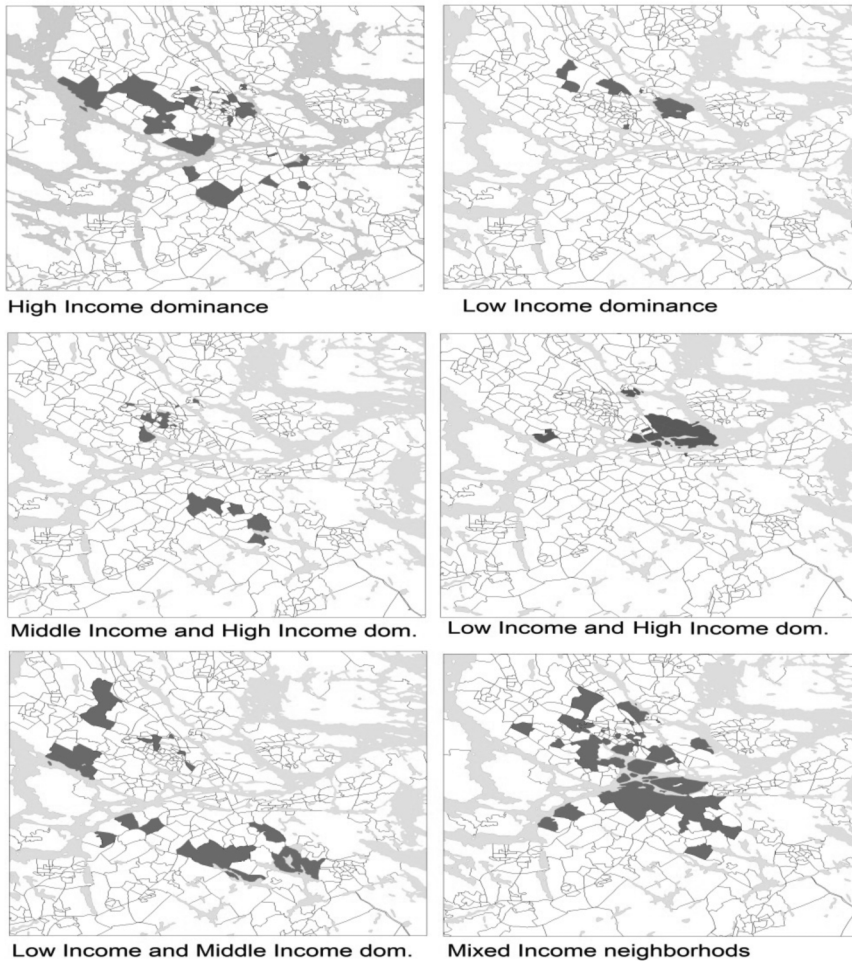 High Income dominance
Low Income dominance
Middle Income and High Income dom.
Low Income and High Income dom.
Low Income and Middle Income dom.
Mixed Income neighborhods